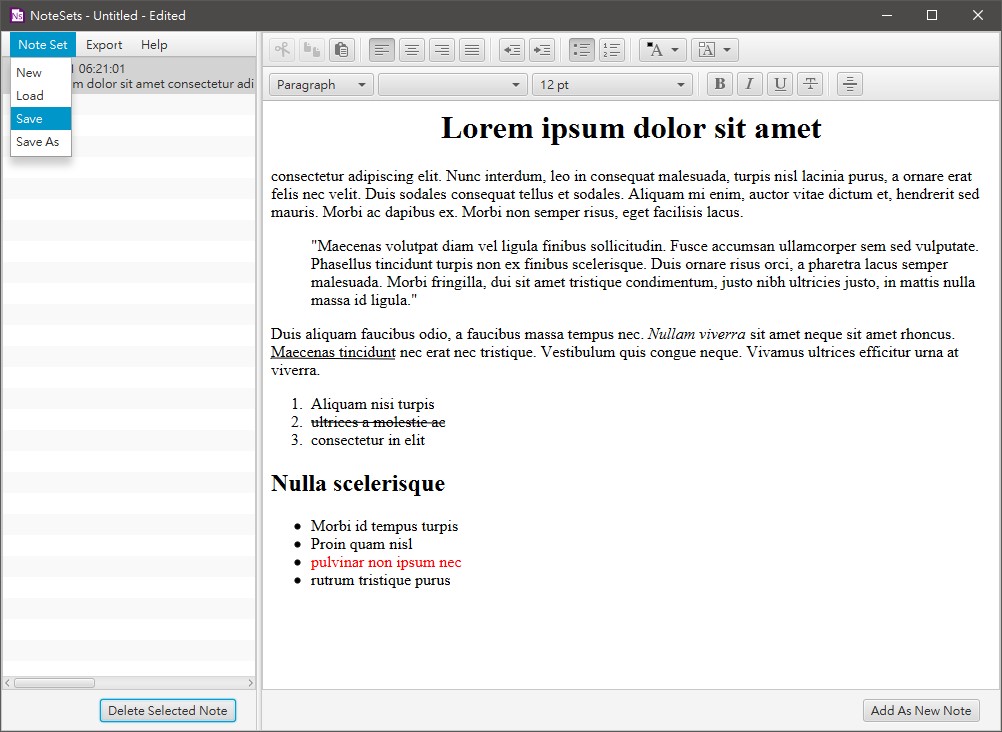 NoteSets - Untitled - Edited
Note Set Export Help
New
Load
Save
Save As
06:21:01
m dolor sit amet consectetur adi
Paragraph 12 pt B I U T
Lorem ipsum dolor sit amet
consectetur adipiscing elit. Nunc interdum, leo in consequat malesuada, turpis nisl lacinia purus, a ornare erat
felis nec velit. Duis sodales consequat tellus et sodales. Aliquam mi enim, auctor vitae dictum et, hendrerit sed
mauris. Morbi ac dapibus ex. Morbi non semper risus, eget facilisis lacus.
"Maecenas volutpat diam vel ligula finibus sollicitudin. Fusce accumsan ullamcorper sem sed vulputate.
Phasellus tincidunt turpis non ex finibus scelerisque. Duis ornare risus orci, a pharetra lacus semper
malesuada. Morbi fringilla, dui sit amet tristique condimentum, justo nibh ultricies justo, in mattis nulla
massa id ligula."
Duis aliquam faucibus odio, a faucibus massa tempus nec. Nullam viverra sit amet neque sit amet rhoncus.
Maecenas tincidunt nec erat nec tristique. Vestibulum quis congue neque. Vivamus ultrices efficitur urna at
viverra.
1. Aliquam nisi turpis
2. ultrices a molestie ac
3. consectetur in elit
Nulla scelerisque
• Morbi id tempus turpis
• Proin quam nisl
• pulvinar non ipsum nec
• rutrum tristique purus
Delete Selected Note
Add As New Note